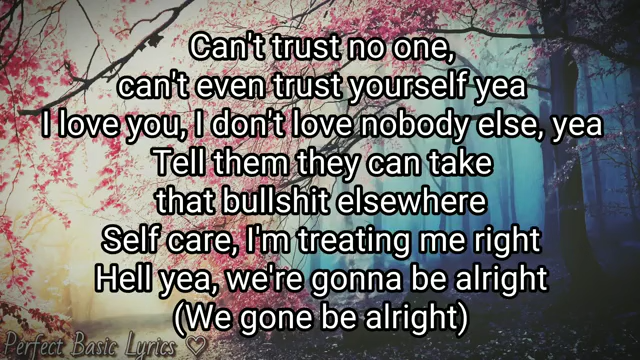 Can't trust no one,
can't even trust yourself yea
I love you, I don't love nobody else, yea
Tell them they can take
that bullshit elsewhere
Self care, I'm treating me right
Hell yea, we're gonna be alright
(We gone be alright)
Perfect Basic Lyrics ♡